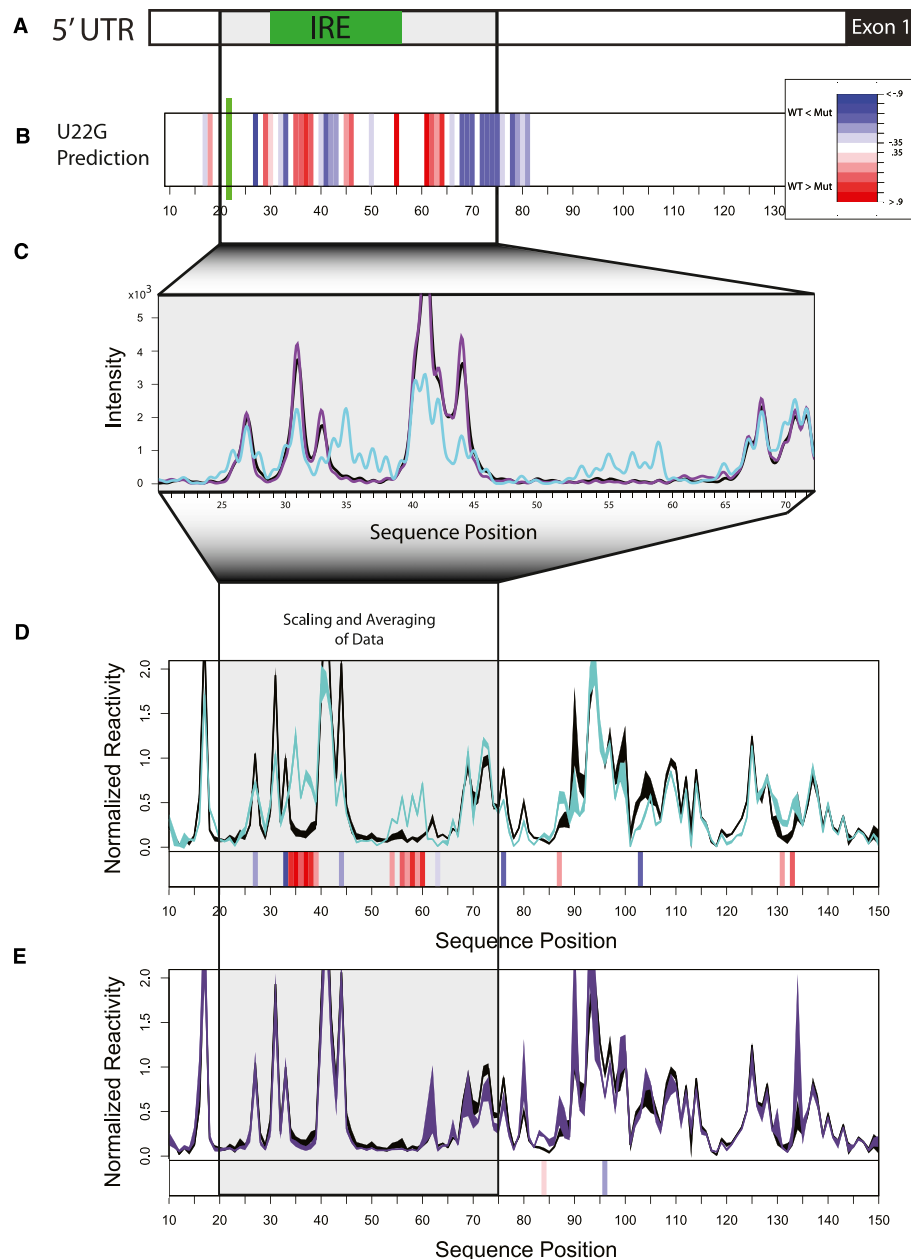 A 5' UTR IRE Exon 1
B U22G Prediction
WT < Mut
WT > Mut
<-.9
-.35
.35
>.9
10 20 30 40 50 60 70 80 90 100 110 120 130
C
x10³
Intensity
5
4
3
2
1
0
25 30 35 40 45 50 55 60 65 70
Sequence Position
Scaling and Averaging
of Data
D
Normalized Reactivity
2.0
1.5
1.0
0.5
0.0
10 20 30 40 50 60 70 80 90 100 110 120 130 140 150
Sequence Position
E
Normalized Reactivity
2.0
1.5
1.0
0.5
0.0
10 20 30 40 50 60 70 80 90 100 110 120 130 140 150
Sequence Position